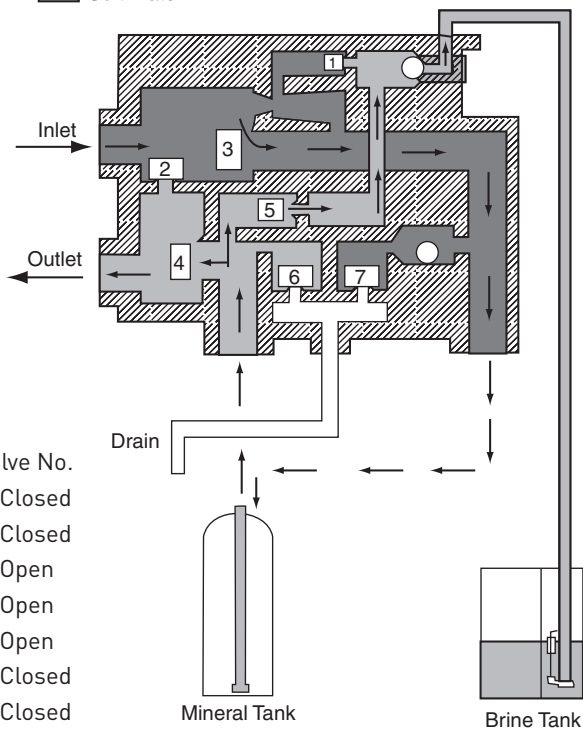 1
Inlet
3
2
5
Outlet
4
6
7
Drain
lve No.
Closed
Closed
Open
Open
Open
Closed
Closed
Mineral Tank
Brine Tank